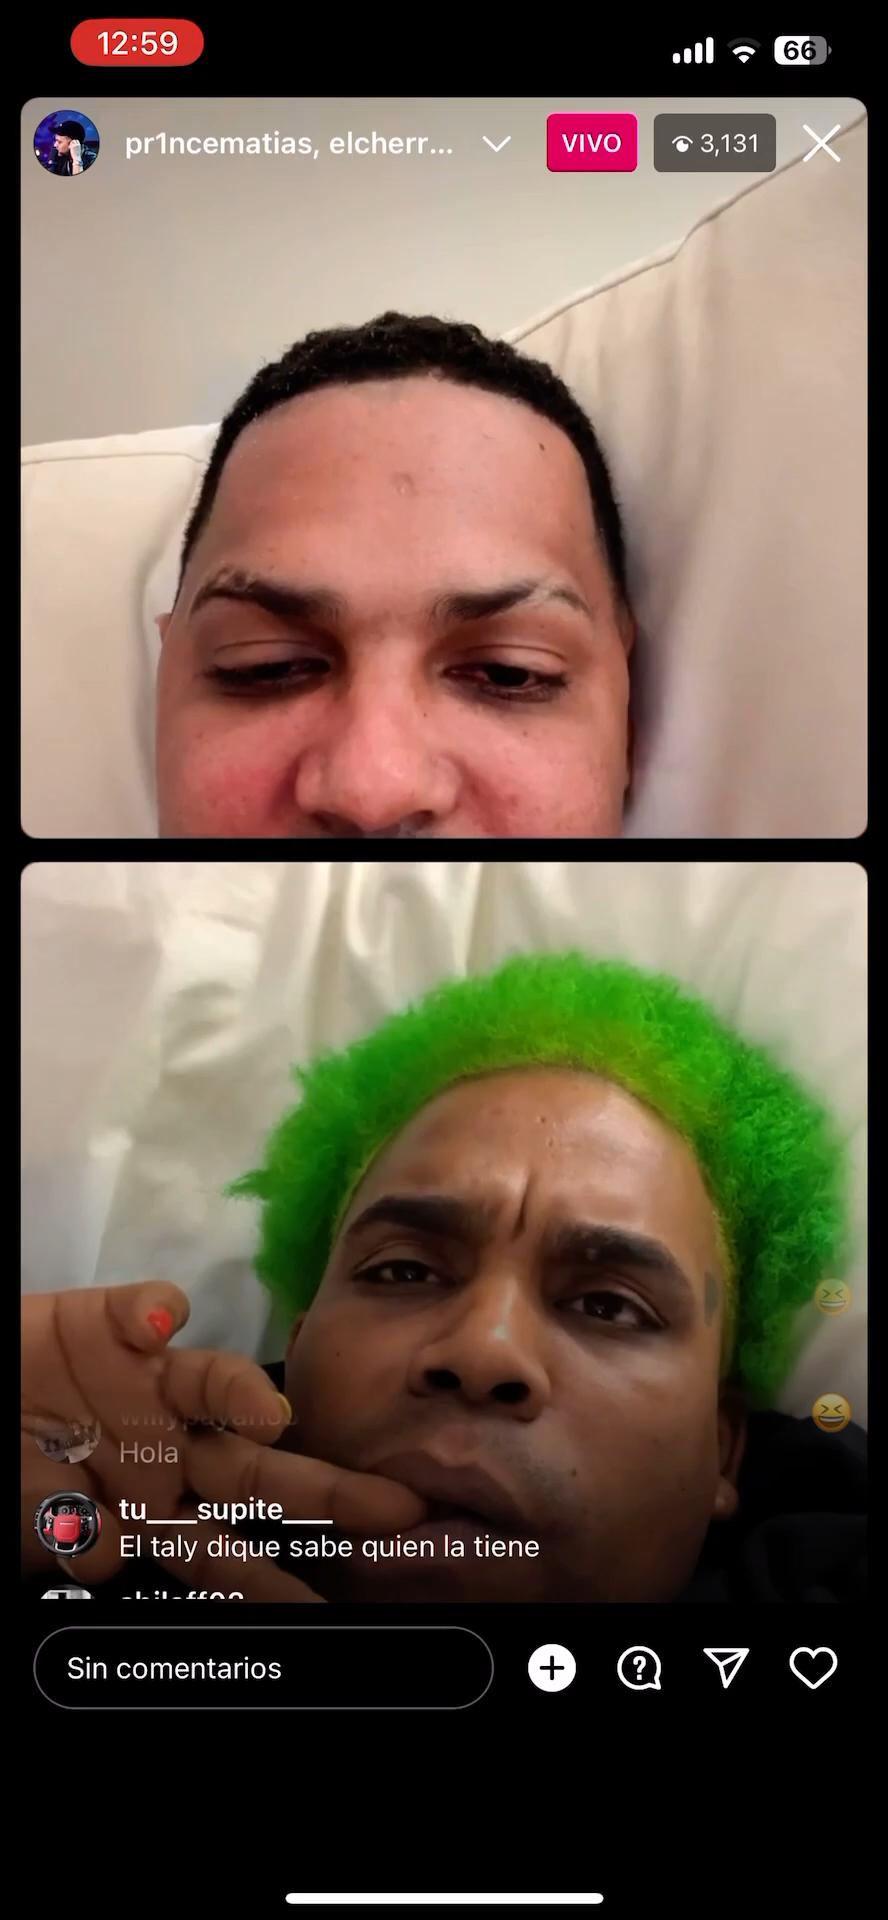 12:59
66
pr1ncematias, elcherr...
VIVO
3,131
Hola
tu___supite___
El taly dique sabe quien la tiene
Sin comentarios